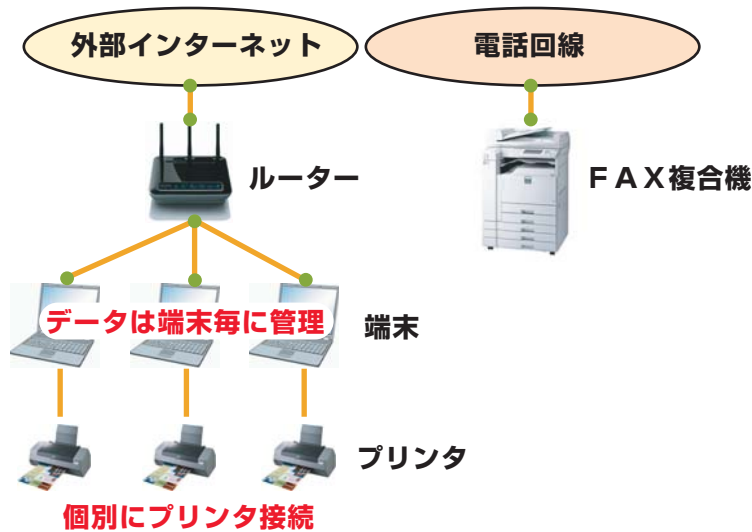 外部インターネット
電話回線
ルーター
ＦＡＸ複合機
データは端末毎に管理
端末
プリンタ
個別にプリンタ接続